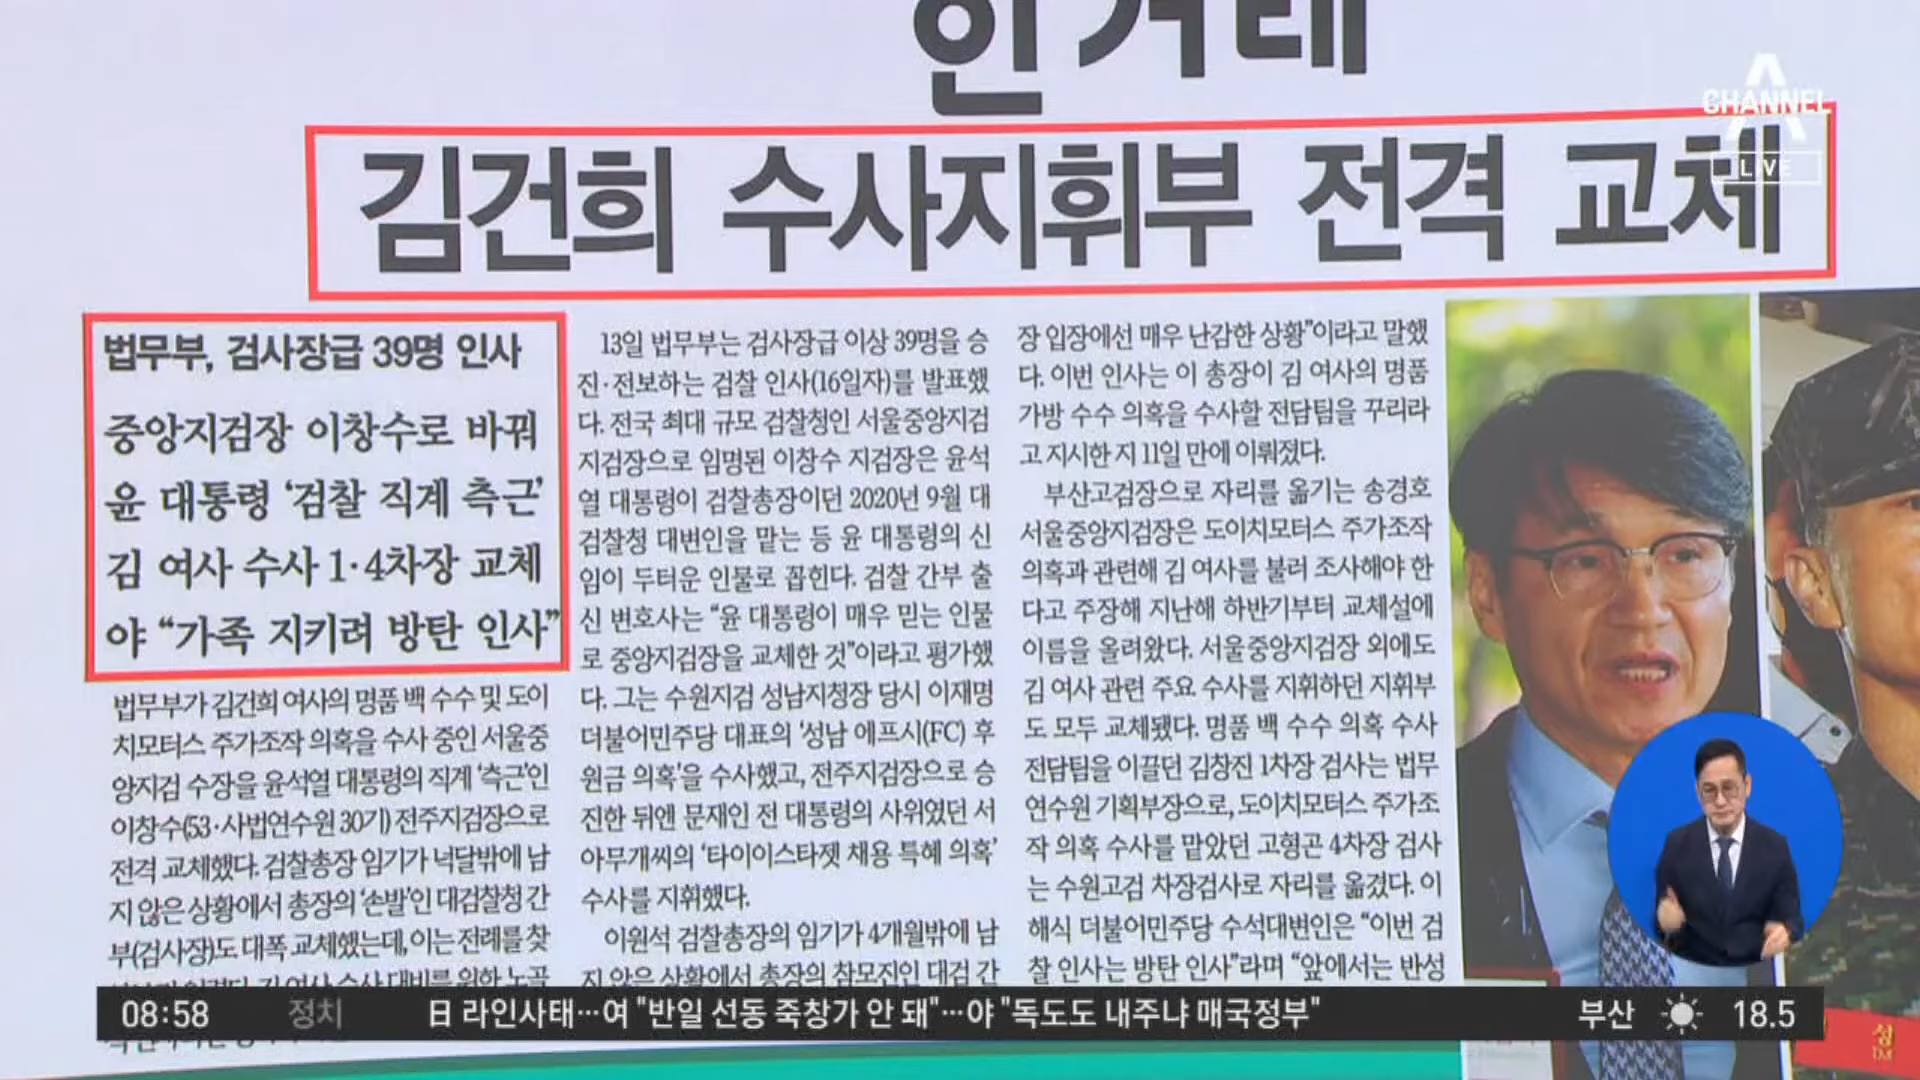 CHANNEL A
LIVE
김건희 수사지휘부 전격 교체
법무부, 검사장급 39명 인사
중앙지검장 이창수로 바꿔
윤 대통령 ‘검찰 직계 측근’
김 여사 수사 1·4차장 교체
야 “가족 지키려 방탄 인사”
법무부가 김건희 여사의 명품 백 수수 및 도이
치모터스 주가조작 의혹을 수사 중인 서울중
앙지검 수장을 윤석열 대통령의 직계 ‘측근’인
이창수(53·사법연수원 30기) 전주지검장으로
전격 교체했다. 검찰총장 임기가 넉달밖에 남
지 않은 상황에서 총장의 ‘손발’인 대검찰청 간
부(검사장)도 대폭 교체했는데, 이는 전례를 찾
13일 법무부는 검사장급 이상 39명을 승
진·전보하는 검찰 인사(16일자)를 발표했
다. 전국 최대 규모 검찰청인 서울중앙지검
지검장으로 임명된 이창수 지검장은 윤석
열 대통령이 검찰총장이던 2020년 9월 대
검찰청 대변인을 맡는 등 윤 대통령의 신
임이 두터운 인물로 꼽힌다. 검찰 간부 출
신 변호사는 “윤 대통령이 매우 믿는 인물
로 중앙지검장을 교체한 것”이라고 평가했
다. 그는 수원지검 성남지청장 당시 이재명
더불어민주당 대표의 ‘성남 에프시(FC) 후
원금 의혹’을 수사했고, 전주지검장으로 승
진한 뒤엔 문재인 전 대통령의 사위였던 서
아무개씨의 ‘타이이스타젯 채용 특혜 의혹’
수사를 지휘했다.
이원석 검찰총장의 임기가 4개월밖에 남
지 않은 상황에서 총장의 참모진인 대검 간
장 입장에선 매우 난감한 상황”이라고 말했
다. 이번 인사는 이 총장이 김 여사의 명품
가방 수수 의혹을 수사할 전담팀을 꾸리라
고 지시한 지 11일 만에 이뤄졌다.
부산고검장으로 자리를 옮기는 송경호
서울중앙지검장은 도이치모터스 주가조작
의혹과 관련해 김 여사를 불러 조사해야 한
다고 주장해 지난해 하반기부터 교체설에
이름을 올려왔다. 서울중앙지검장 외에도
김 여사 관련 주요 수사를 지휘하던 지휘부
도 모두 교체됐다. 명품 백 수수 의혹 수사
전담팀을 이끌던 김창진 1차장 검사는 법무
연수원 기획부장으로, 도이치모터스 주가조
작 의혹 수사를 맡았던 고형곤 4차장 검사
는 수원고검 차장검사로 자리를 옮겼다. 이
해식 더불어민주당 수석대변인은 “이번 검
찰 인사는 방탄 인사”라며 “앞에서는 반성
08:58 정치 日 라인사태…여 "반일 선동 죽창가 안 돼"…야 "독도도 내주냐 매국정부" 부산 18.5